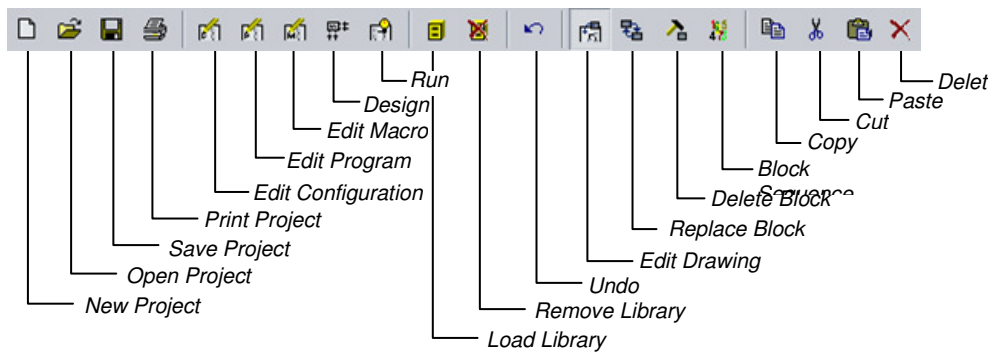 Delet
Run
Paste
Design
Cut
Edit Macro
Copy
Edit Program
Block
Sequence
Edit Configuration
Delete Block
Print Project
Replace Block
Save Project
Edit Drawing
Open Project
Undo
New Project
Remove Library
Load Library